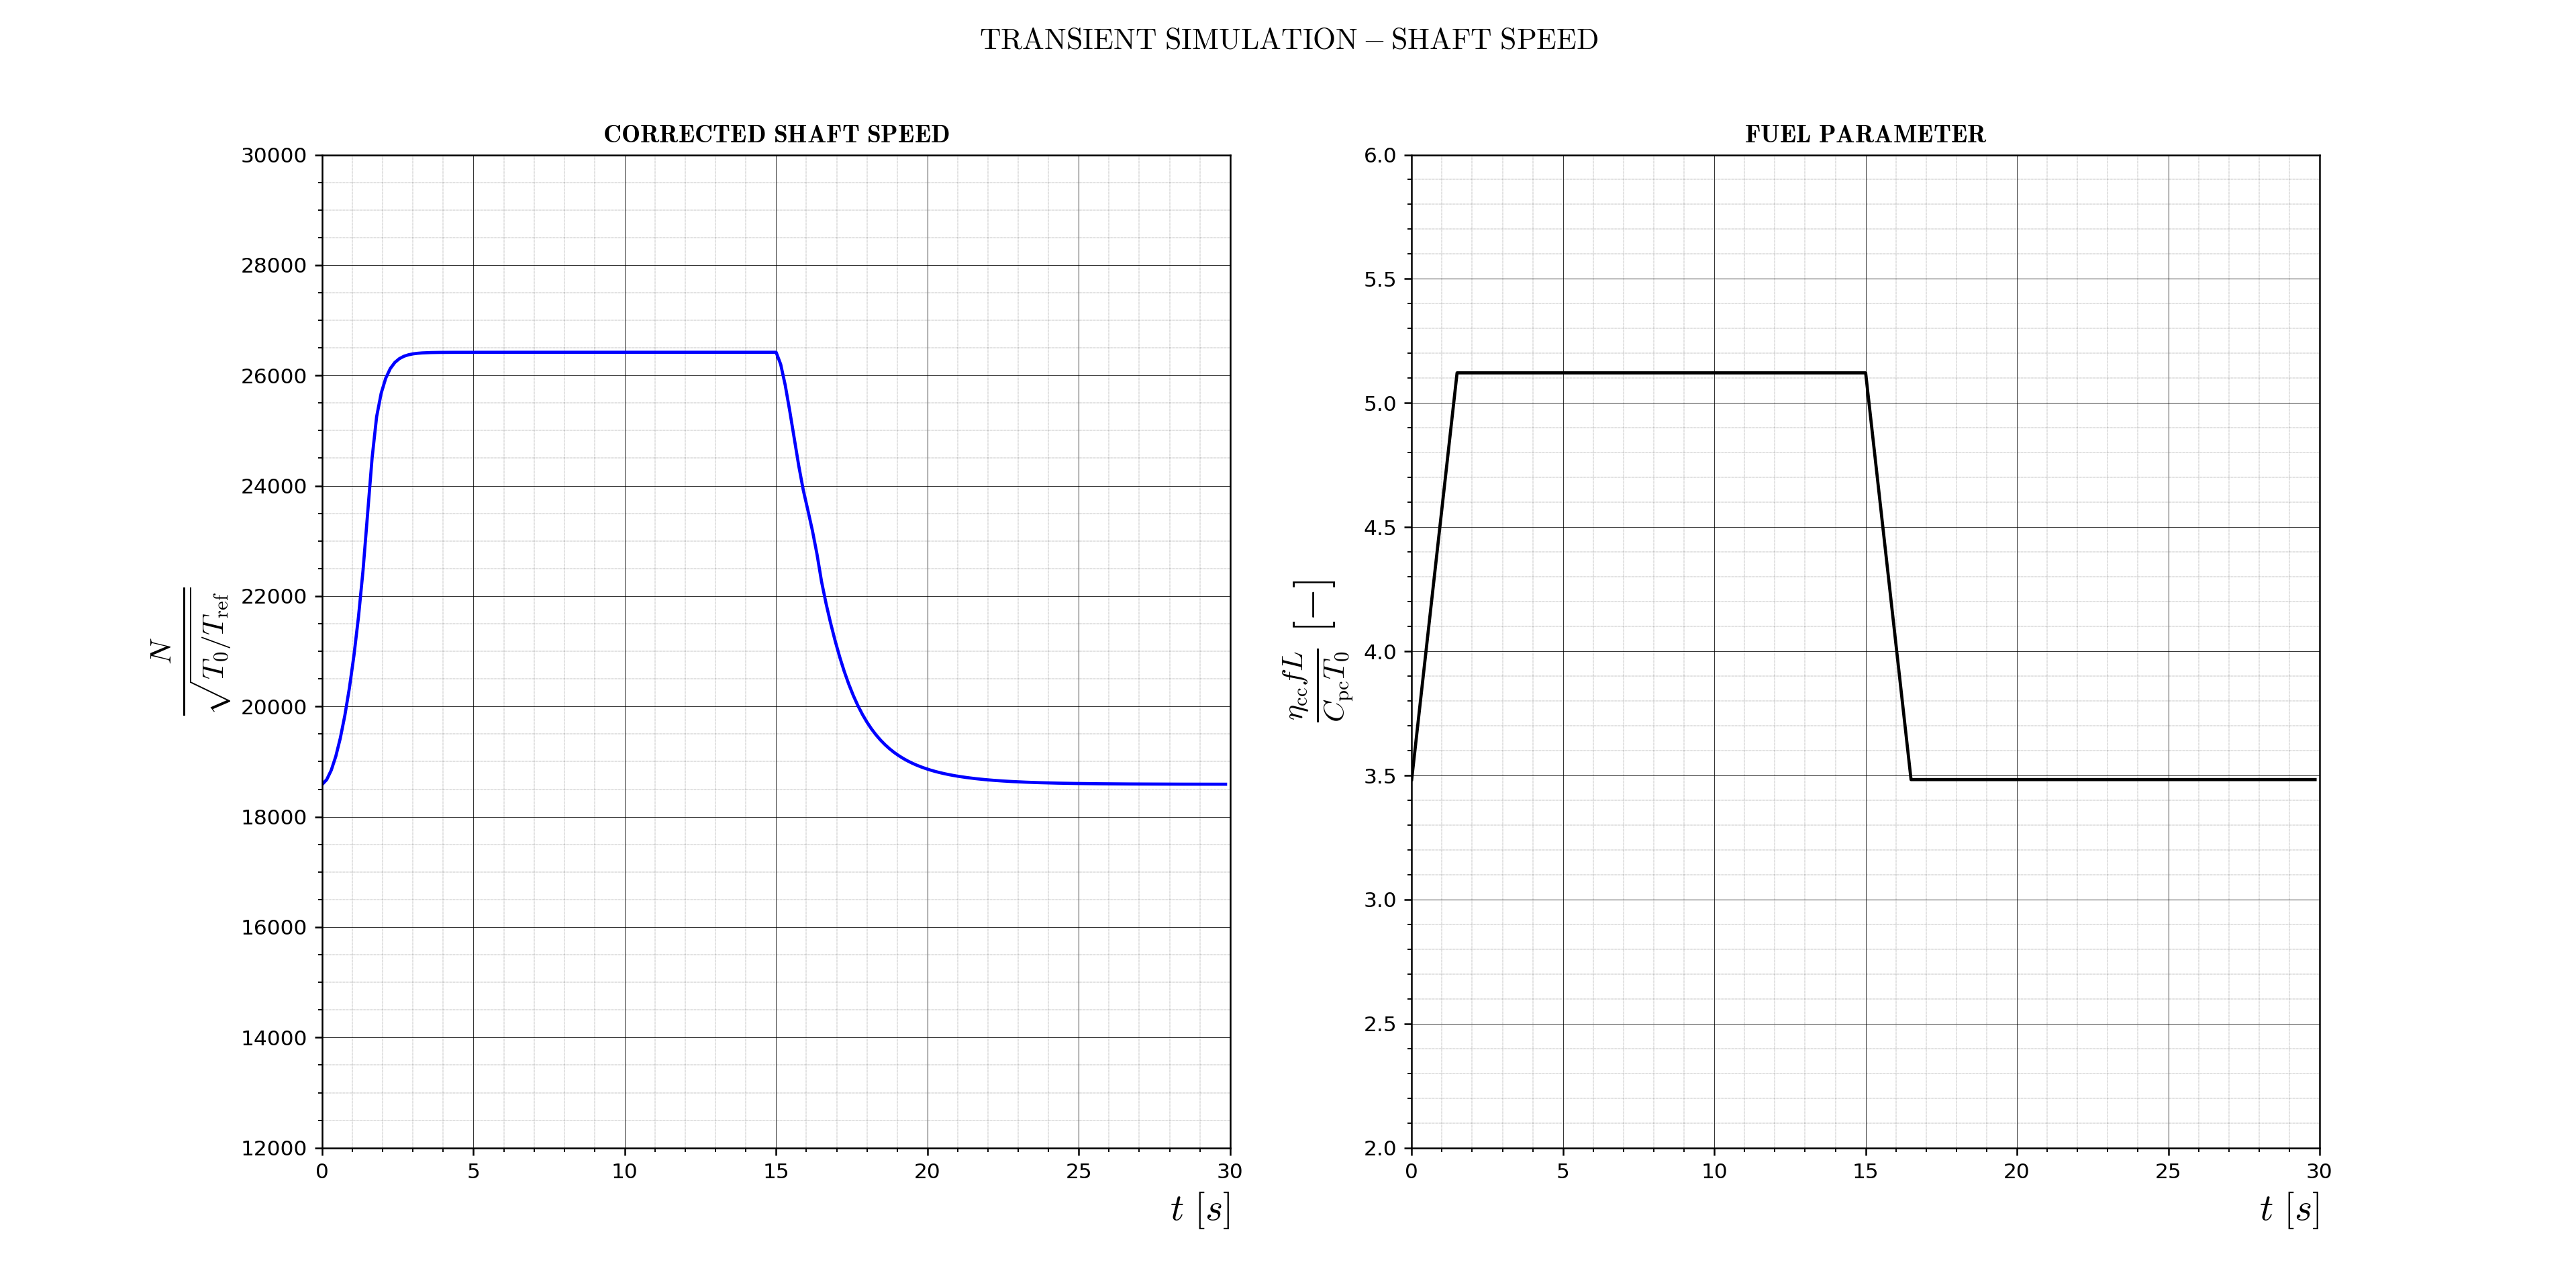 TRANSIENT SIMULATION – SHAFT SPEED
CORRECTED SHAFT SPEED
30000
28000
26000
24000
22000
20000
18000
16000
14000
12000
0 5 10 15 20 25 30
t [s]
N
√T0/Tref
FUEL PARAMETER
6.0
5.5
5.0
4.5
4.0
3.5
3.0
2.5
2.0
0 5 10 15 20 25 30
t [s]
ηcc f L
CpcT0
[—]